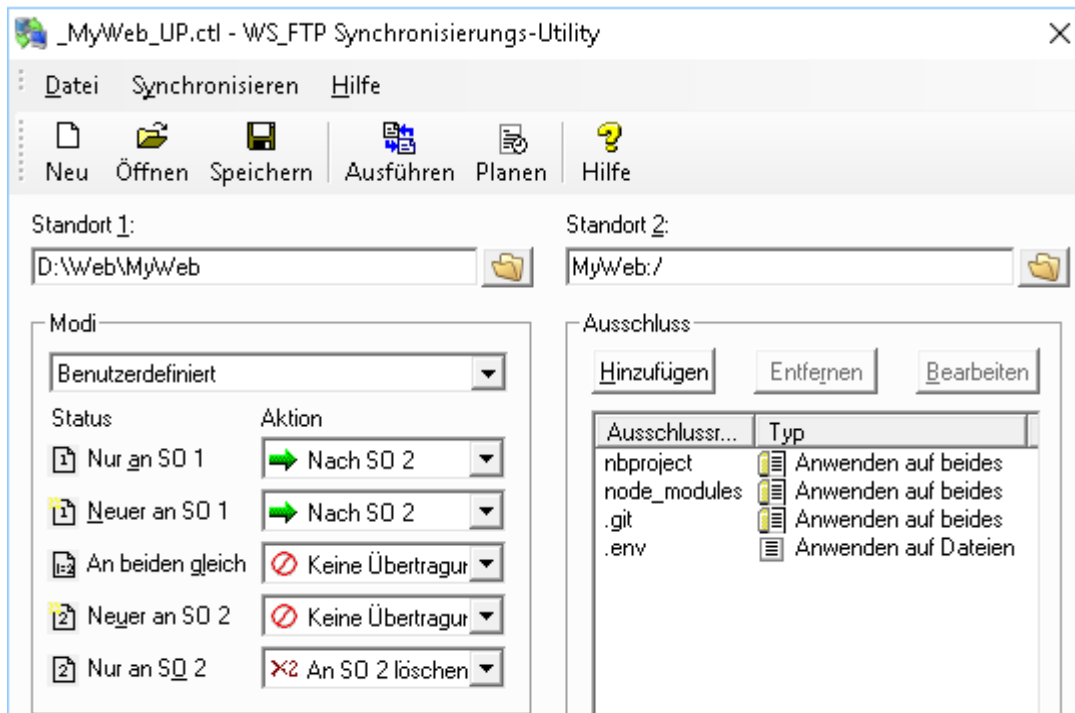 _MyWeb_UP.ctl - WS_FTP Synchronisierungs-Utility
Datei Synchronisieren Hilfe
Neu Öffnen Speichern Ausführen Planen Hilfe
Standort 1: Standort 2:
D:\Web\MyWeb MyWeb:/
Modi Ausschluss
Benutzerdefiniert Hinzufügen Entfernen Bearbeiten
Status Aktion Ausschlussr... Typ
Nur an SO 1 Nach SO 2 nbproject Anwenden auf beides
node_modules Anwenden auf beides
Neuer an SO 1 Nach SO 2 .git Anwenden auf beides
An beiden gleich Keine Übertragur .env Anwenden auf Dateien
Neuer an SO 2 Keine Übertragur
Nur an SO 2 An SO 2 löschen